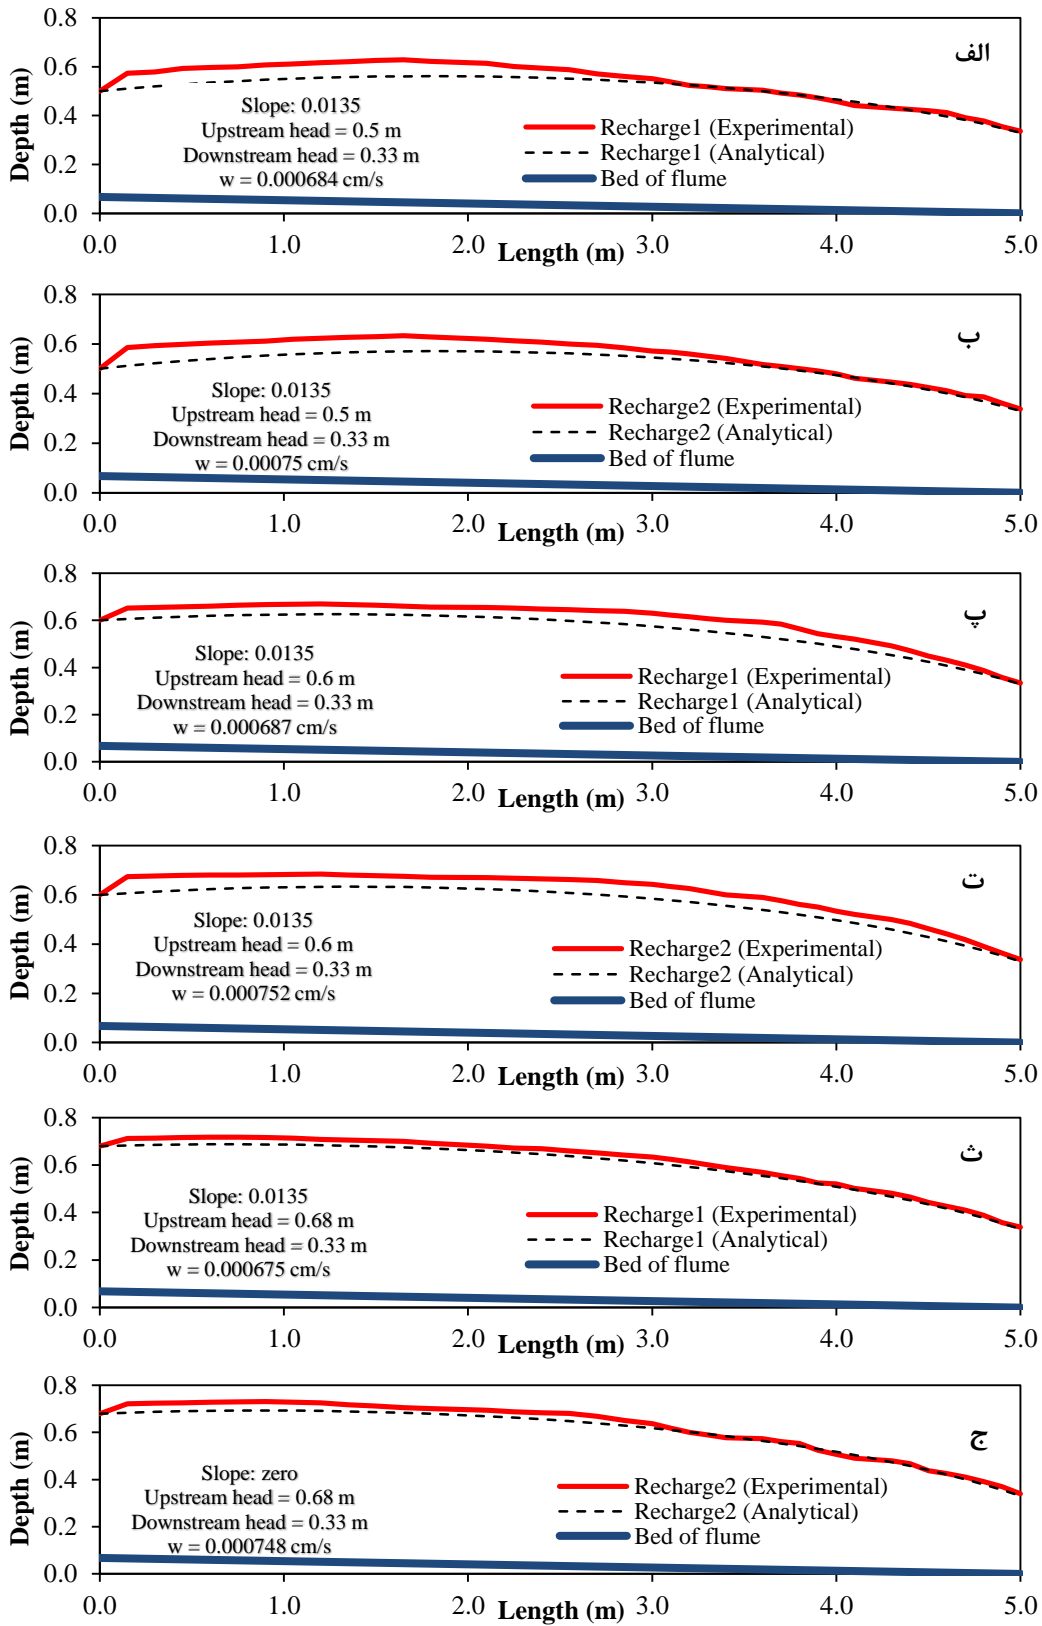 الف
Depth (m)
0.8
0.6
0.4
0.2
0.0
Slope: 0.0135
Upstream head = 0.5 m
Downstream head = 0.33 m
w = 0.000684 cm/s
Recharge1 (Experimental)
Recharge1 (Analytical)
Bed of flume
0.0 1.0 2.0 3.0 4.0 5.0
Length (m)
ب
Depth (m)
0.8
0.6
0.4
0.2
0.0
Slope: 0.0135
Upstream head = 0.5 m
Downstream head = 0.33 m
w = 0.00075 cm/s
Recharge2 (Experimental)
Recharge2 (Analytical)
Bed of flume
0.0 1.0 2.0 3.0 4.0 5.0
Length (m)
پ
Depth (m)
0.8
0.6
0.4
0.2
0.0
Slope: 0.0135
Upstream head = 0.6 m
Downstream head = 0.33 m
w = 0.000687 cm/s
Recharge1 (Experimental)
Recharge1 (Analytical)
Bed of flume
0.0 1.0 2.0 3.0 4.0 5.0
Length (m)
ت
Depth (m)
0.8
0.6
0.4
0.2
0.0
Slope: 0.0135
Upstream head = 0.6 m
Downstream head = 0.33 m
w = 0.000752 cm/s
Recharge2 (Experimental)
Recharge2 (Analytical)
Bed of flume
0.0 1.0 2.0 3.0 4.0 5.0
Length (m)
ث
Depth (m)
0.8
0.6
0.4
0.2
0.0
Slope: 0.0135
Upstream head = 0.68 m
Downstream head = 0.33 m
w = 0.000675 cm/s
Recharge1 (Experimental)
Recharge1 (Analytical)
Bed of flume
0.0 1.0 2.0 3.0 4.0 5.0
Length (m)
ج
Depth (m)
0.8
0.6
0.4
0.2
0.0
Slope: zero
Upstream head = 0.68 m
Downstream head = 0.33 m
w = 0.000748 cm/s
Recharge2 (Experimental)
Recharge2 (Analytical)
Bed of flume
0.0 1.0 2.0 3.0 4.0 5.0
Length (m)